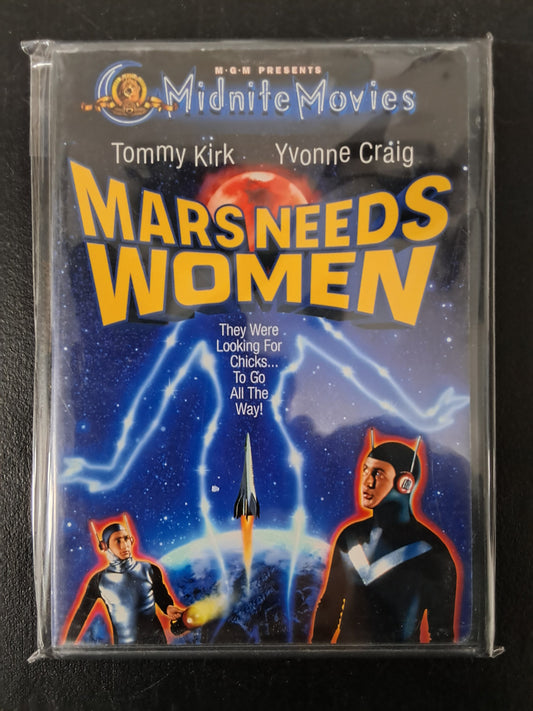 M·G·M PRESENTS
Midnite Movies
Tommy Kirk Yvonne Craig
MARS NEEDS
WOMEN
They Were
Looking For
Chicks...
To Go
All The
Way!